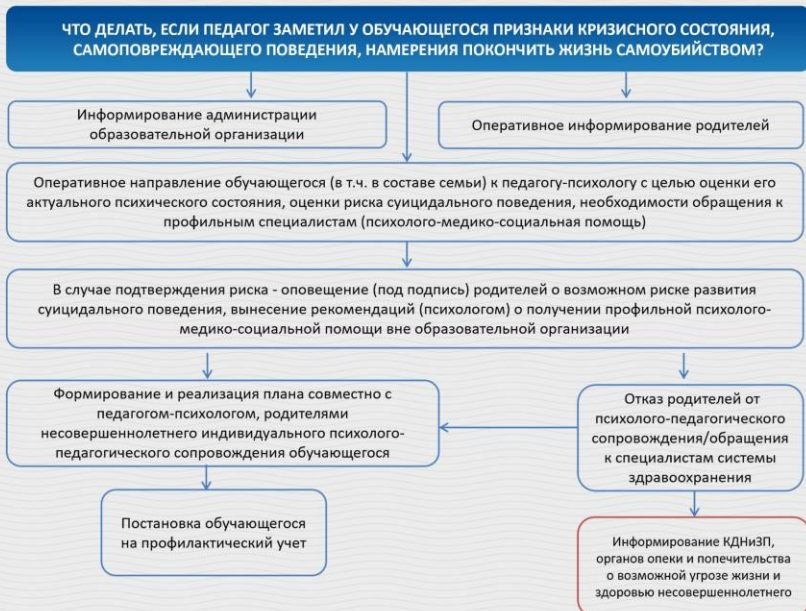 ЧТО ДЕЛАТЬ, ЕСЛИ ПЕДАГОГ ЗАМЕТИЛ У ОБУЧАЮЩЕГОСЯ ПРИЗНАКИ КРИЗИСНОГО СОСТОЯНИЯ,
САМОПОВРЕЖДАЮЩЕГО ПОВЕДЕНИЯ, НАМЕРЕНИЯ ПОКОНЧИТЬ ЖИЗНЬ САМОУБИЙСТВОМ?
Информирование администрации
образовательной организации
Оперативное информирование родителей
Оперативное направление обучающегося (в т.ч. в составе семьи) к педагогу-психологу с целью оценки его
актуального психического состояния, оценки риска суицидального поведения, необходимости обращения к
профильным специалистам (психолого-медико-социальная помощь)
В случае подтверждения риска - оповещение (под подпись) родителей о возможном риске развития
суицидального поведения, вынесение рекомендаций (психологом) о получении профильной психолого-
медико-социальной помощи вне образовательной организации
Формирование и реализация плана совместно с
педагогом-психологом, родителями
несовершеннолетнего индивидуального психолого-
педагогического сопровождения обучающегося
Отказ родителей от
психолого-педагогического
сопровождения/обращения
к специалистам системы
здравоохранения
Постановка обучающегося
на профилактический учет
Информирование КДНиЗП,
органов опеки и попечительства
о возможной угрозе жизни и
здоровью несовершеннолетнего